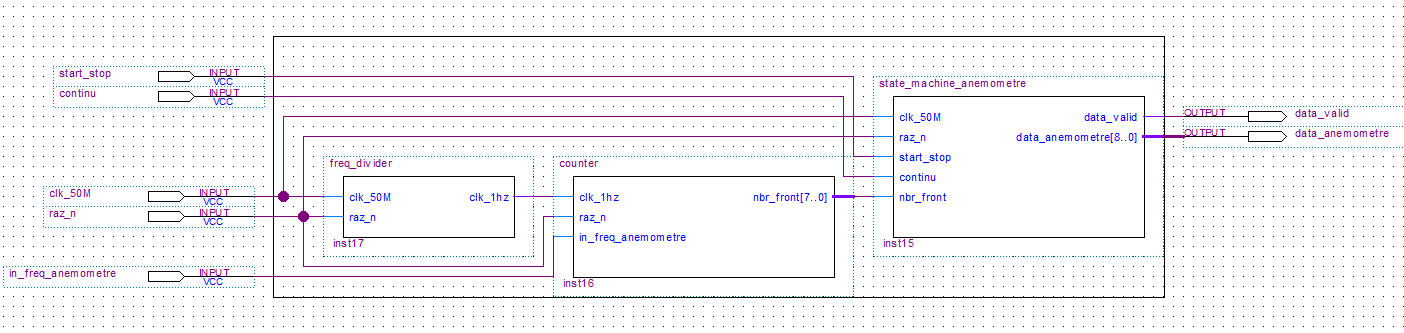 start_stop
INPUT
VCC
continu
INPUT
VCC
clk_50M
INPUT
VCC
raz_n
INPUT
VCC
in_freq_anemometre
INPUT
VCC
freq_divider
clk_50M
clk_1hz
raz_n
inst17
counter
clk_1hz
nbr_front[7..0]
raz_n
in_freq_anemometre
inst16
state_machine_anemometre
clk_50M
data_valid
raz_n
data_anemometre[8..0]
start_stop
continu
nbr_front
inst15
OUTPUT
data_valid
OUTPUT
data_anemometre